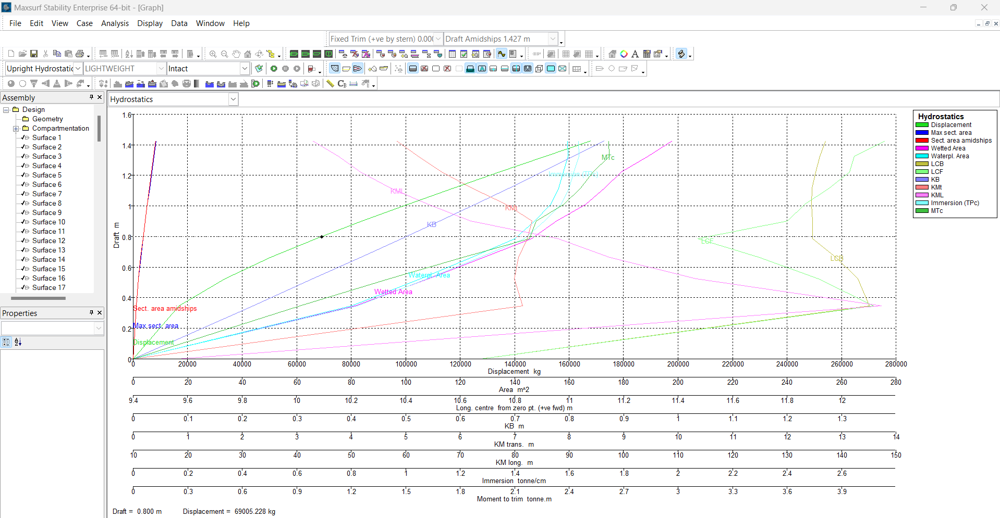 Maxsurf Stability Enterprise 64-bit - [Graph]
File Edit View Case Analysis Display Data Window Help
Fixed Trim (+ve by stern) 0.000 Draft Amidships 1.427 m
Upright Hydrostatic LIGHTWEIGHT Intact
Assembly
Design
Geometry
Compartmentation
Surface 1
Surface 2
Surface 3
Surface 4
Surface 5
Surface 6
Surface 7
Surface 8
Surface 9
Surface 10
Surface 11
Surface 12
Surface 13
Surface 14
Surface 15
Surface 16
Surface 17
Properties
Hydrostatics
1.6
1.4
1.2
1
0.8
0.6
0.4
0.2
0
Draft m
MTc
Immersion (TPc)
KML
KMt
KB
LCF
LCB
Waterpl. Area
Wetted Area
Sect. area amidships
Max sect. area
Displacement
0 20000 40000 60000 80000 100000 120000 140000 160000 180000 200000 220000 240000 260000 280000
Displacement kg
0 20 40 60 80 100 120 140 160 180 200 220 240 260 280
Area m^2
9.4 9.6 9.8 10 10.2 10.4 10.6 10.8 11 11.2 11.4 11.6 11.8 12
Long. centre from zero pt. (+ve fwd) m
0 0.1 0.2 0.3 0.4 0.5 0.6 0.7 0.8 0.9 1 1.1 1.2 1.3
KB m
0 1 2 3 4 5 6 7 8 9 10 11 12 13 14
KM trans. m
10 20 30 40 50 60 70 80 90 100 110 120 130 140 150
KM long. m
0 0.2 0.4 0.6 0.8 1 1.2 1.4 1.6 1.8 2 2.2 2.4 2.6
Immersion tonne/cm
0 0.3 0.6 0.9 1.2 1.5 1.8 2.1 2.4 2.7 3 3.3 3.6 3.9
Moment to trim tonne.m
Draft = 0.800 m Displacement = 69005.228 kg
Hydrostatics
Displacement
Max sect. area
Sect. area amidships
Wetted Area
Waterpl. Area
LCB
LCF
KB
KMt
KML
Immersion (TPc)
MTc